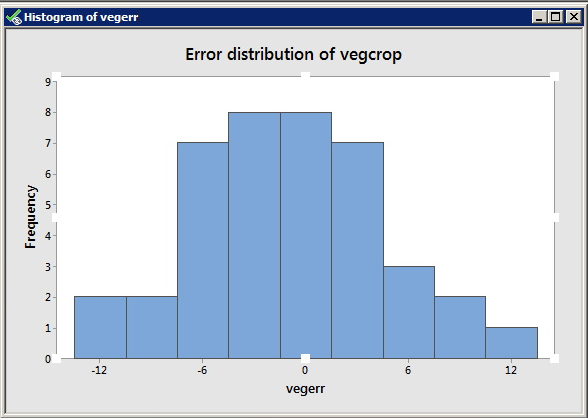 Histogram of vegerr
Error distribution of vegcrop
9
8
7
6
5
4
3
2
1
0
Frequency
-12 -6 0 6 12
vegerr